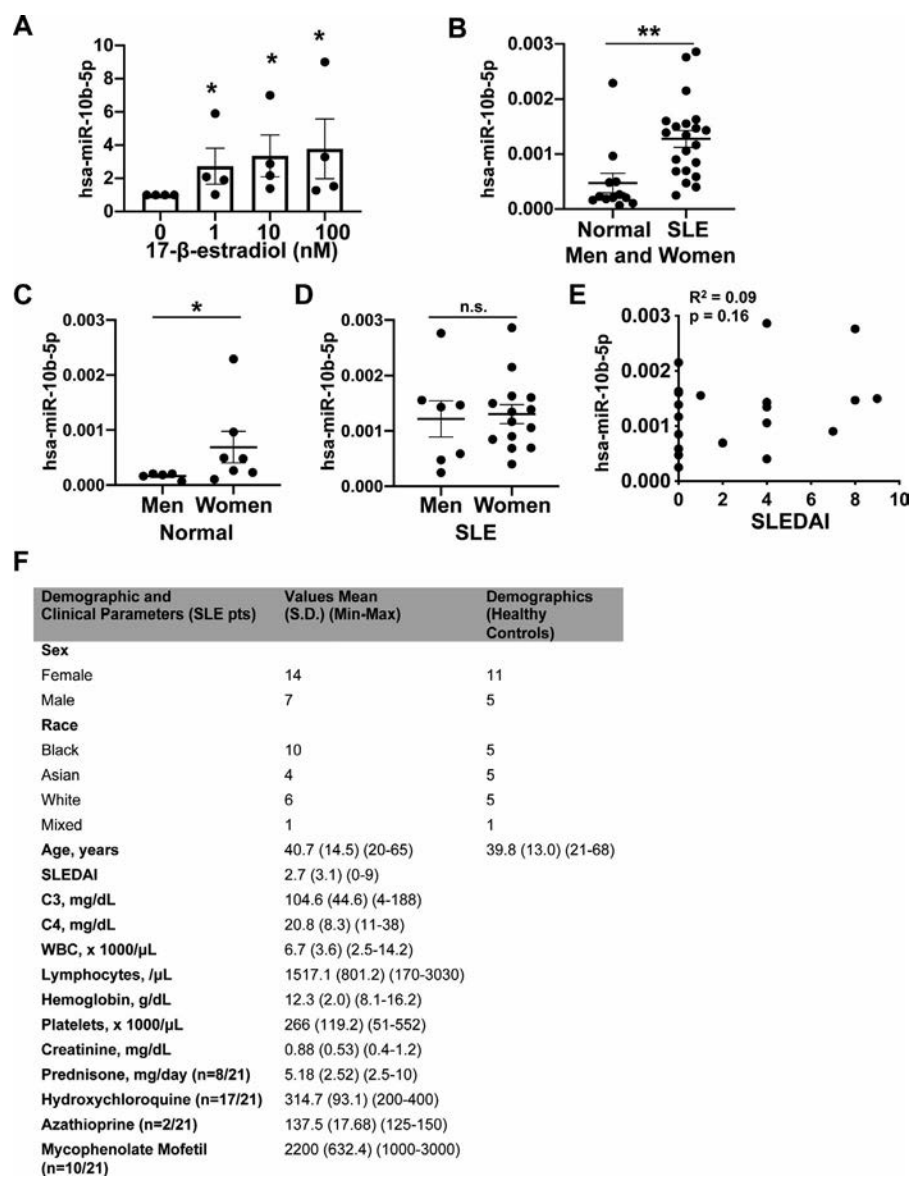 A
hsa-miR-10b-5p
10
8
6
4
2
0
*
*
*
0 1 10 100
17-β-estradiol (nM)
B
hsa-miR-10b-5p
0.003
0.002
0.001
0.000
**
Normal SLE
Men and Women
C
hsa-miR-10b-5p
0.003
0.002
0.001
0.000
*
Men Women
Normal
D
hsa-miR-10b-5p
0.003
0.002
0.001
0.000
n.s.
Men Women
SLE
E
R² = 0.09
p = 0.16
hsa-miR-10b-5p
0.003
0.002
0.001
0.000
0 2 4 6 8 10
SLEDAI
F
Demographic and Clinical Parameters (SLE pts) Values Mean (S.D.) (Min-Max) Demographics (Healthy Controls)
Sex
Female 14 11
Male 7 5
Race
Black 10 5
Asian 4 5
White 6 5
Mixed 1 1
Age, years 40.7 (14.5) (20-65) 39.8 (13.0) (21-68)
SLEDAI 2.7 (3.1) (0-9)
C3, mg/dL 104.6 (44.6) (4-188)
C4, mg/dL 20.8 (8.3) (11-38)
WBC, x 1000/µL 6.7 (3.6) (2.5-14.2)
Lymphocytes, /µL 1517.1 (801.2) (170-3030)
Hemoglobin, g/dL 12.3 (2.0) (8.1-16.2)
Platelets, x 1000/µL 266 (119.2) (51-552)
Creatinine, mg/dL 0.88 (0.53) (0.4-1.2)
Prednisone, mg/day (n=8/21) 5.18 (2.52) (2.5-10)
Hydroxychloroquine (n=17/21) 314.7 (93.1) (200-400)
Azathioprine (n=2/21) 137.5 (17.68) (125-150)
Mycophenolate Mofetil (n=10/21) 2200 (632.4) (1000-3000)